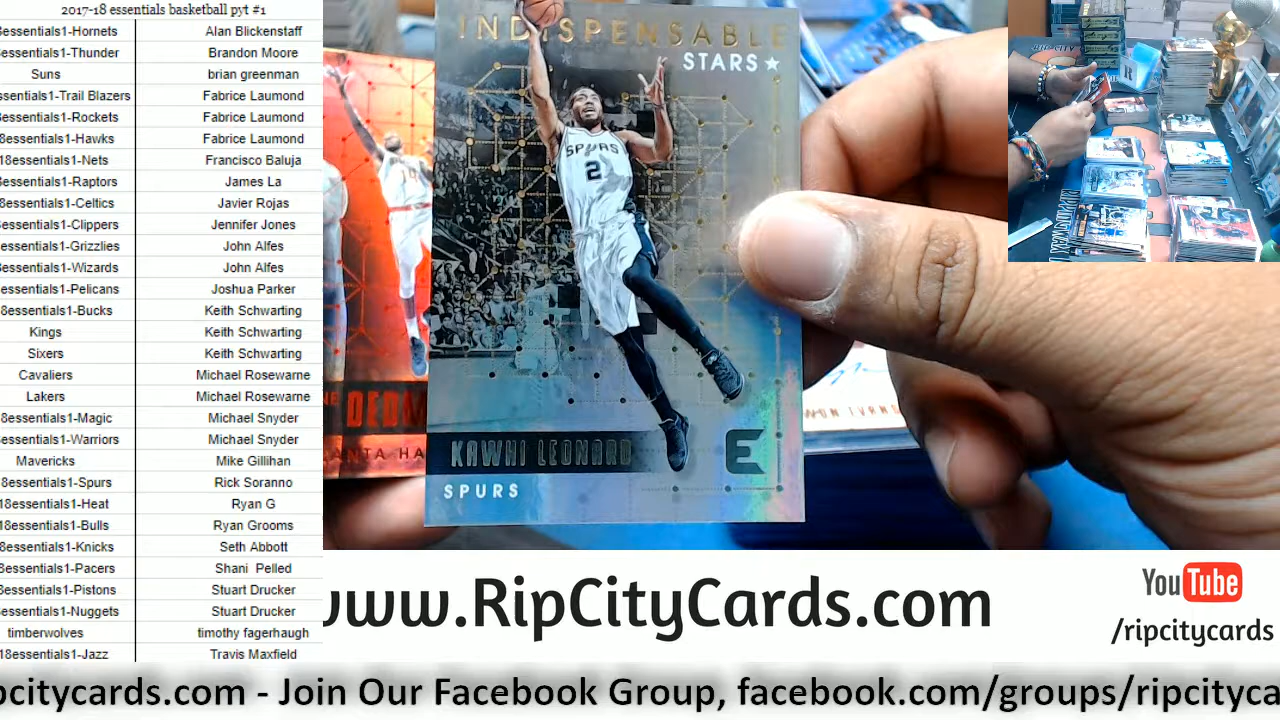 2017-18 essentials basketball pyt #1
8essentials1-Hornets Alan Blickenstaff
essentials1-Thunder Brandon Moore
Suns brian greenman
ssentials1-Trail Blazers Fabrice Laumond
essentials1-Rockets Fabrice Laumond
8essentials1-Hawks Fabrice Laumond
18essentials1-Nets Francisco Baluja
essentials1-Raptors James La
8essentials1-Celtics Javier Rojas
essentials1-Clippers Jennifer Jones
essentials1-Grizzlies John Alfes
essentials1-Wizards John Alfes
essentials1-Pelicans Joshua Parker
8essentials1-Bucks Keith Schwarting
Kings Keith Schwarting
Sixers Keith Schwarting
Cavaliers Michael Rosewarne
Lakers Michael Rosewarne
8essentials1-Magic Michael Snyder
essentials1-Warriors Michael Snyder
Mavericks Mike Gillihan
8essentials1-Spurs Rick Soranno
18essentials1-Heat Ryan G
18essentials1-Bulls Ryan Grooms
8essentials1-Knicks Seth Abbott
8essentials1-Pacers Shani Pelled
8essentials1-Pistons Stuart Drucker
essentials1-Nuggets Stuart Drucker
timberwolves timothy fagerhaugh
18essentials1-Jazz Travis Maxfield
INDISPENSABLE
STARS
SPURS
2
KAWHI LEONARD
E
SPURS
DEDM
ANTA HA
www.RipCityCards.com
YouTube
/ripcitycards
pcitycards.com - Join Our Facebook Group, facebook.com/groups/ripcityca